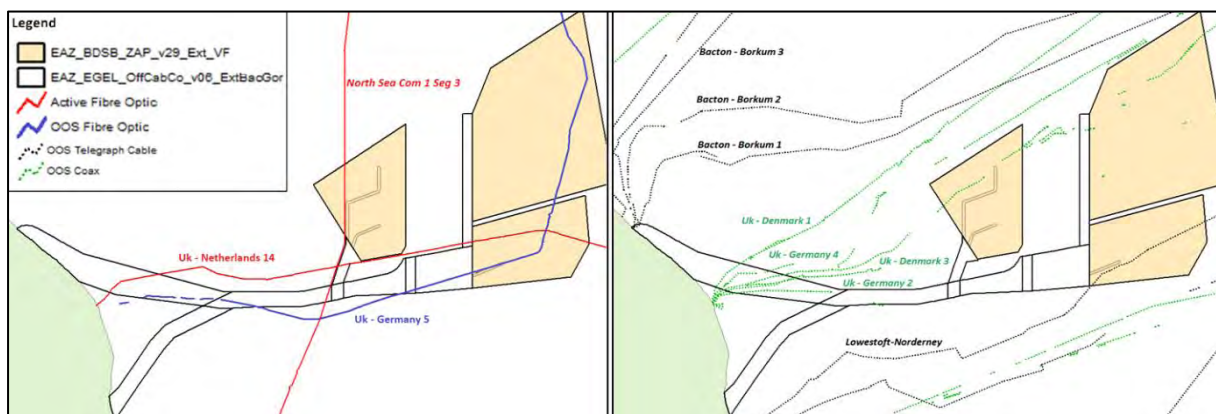 Legend
EAZ_BDSB_ZAP_v29_Ext_VF
EAZ_EGEL_OffCabCo_v06_ExtBacGor
Active Fibre Optic
OOS Fibre Optic
OOS Telegraph Cable
OOS Coax
North Sea Com 1 Seg 3
Uk - Netherlands 14
Uk - Germany 5
Bacton - Borkum 3
Bacton - Borkum 2
Bacton - Borkum 1
Uk - Denmark 1
Uk - Germany 4
Uk - Denmark 3
Uk - Germany 2
Lowestoft-Norderney